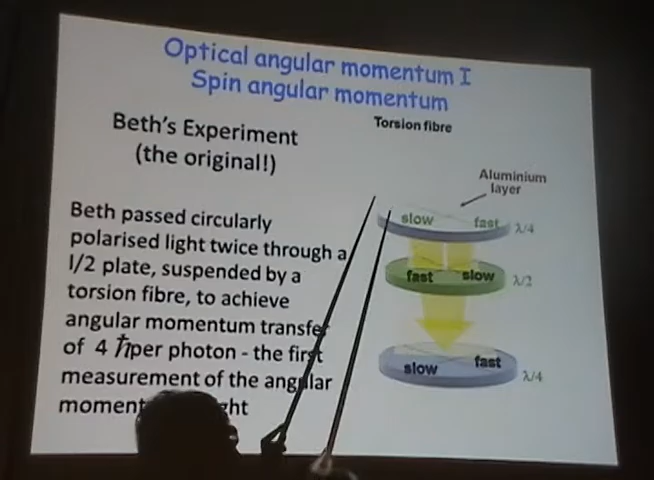 Optical angular momentum I
Spin angular momentum
Beth's Experiment
(the original!)
Torsion fibre
Aluminium
layer
Beth passed circularly
polarised light twice through a
l/2 plate, suspended by a
torsion fibre, to achieve
angular momentum transfer
of 4 ℏper photon - the first
measurement of the angular
slow
fast
λ/4
fast
slow
λ/2
slow
fast
λ/4